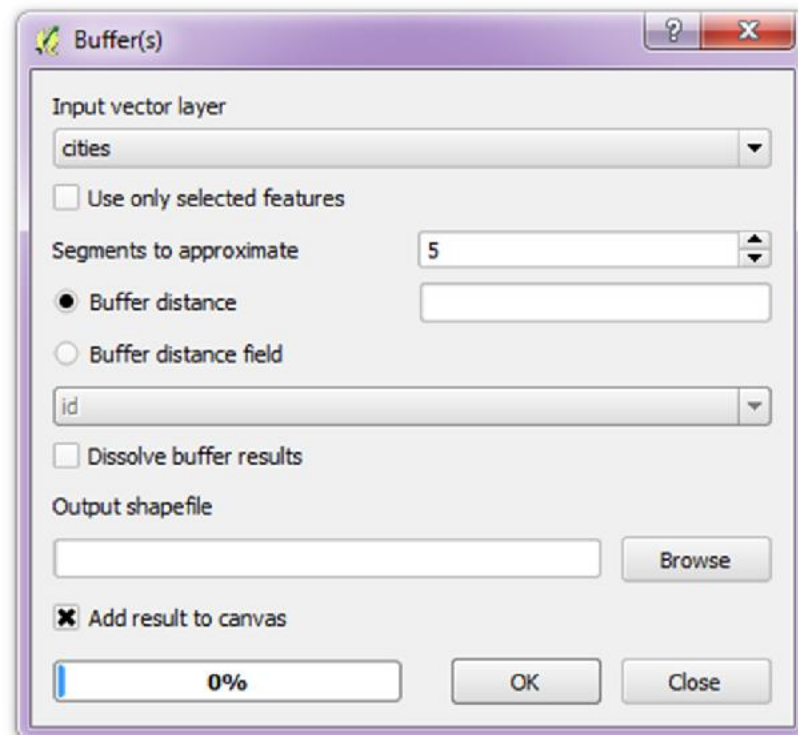 Buffer(s)
?
Input vector layer
cities
Use only selected features
Segments to approximate 5
Buffer distance
Buffer distance field
id
Dissolve buffer results
Output shapefile
Browse
Add result to canvas
0% OK Close